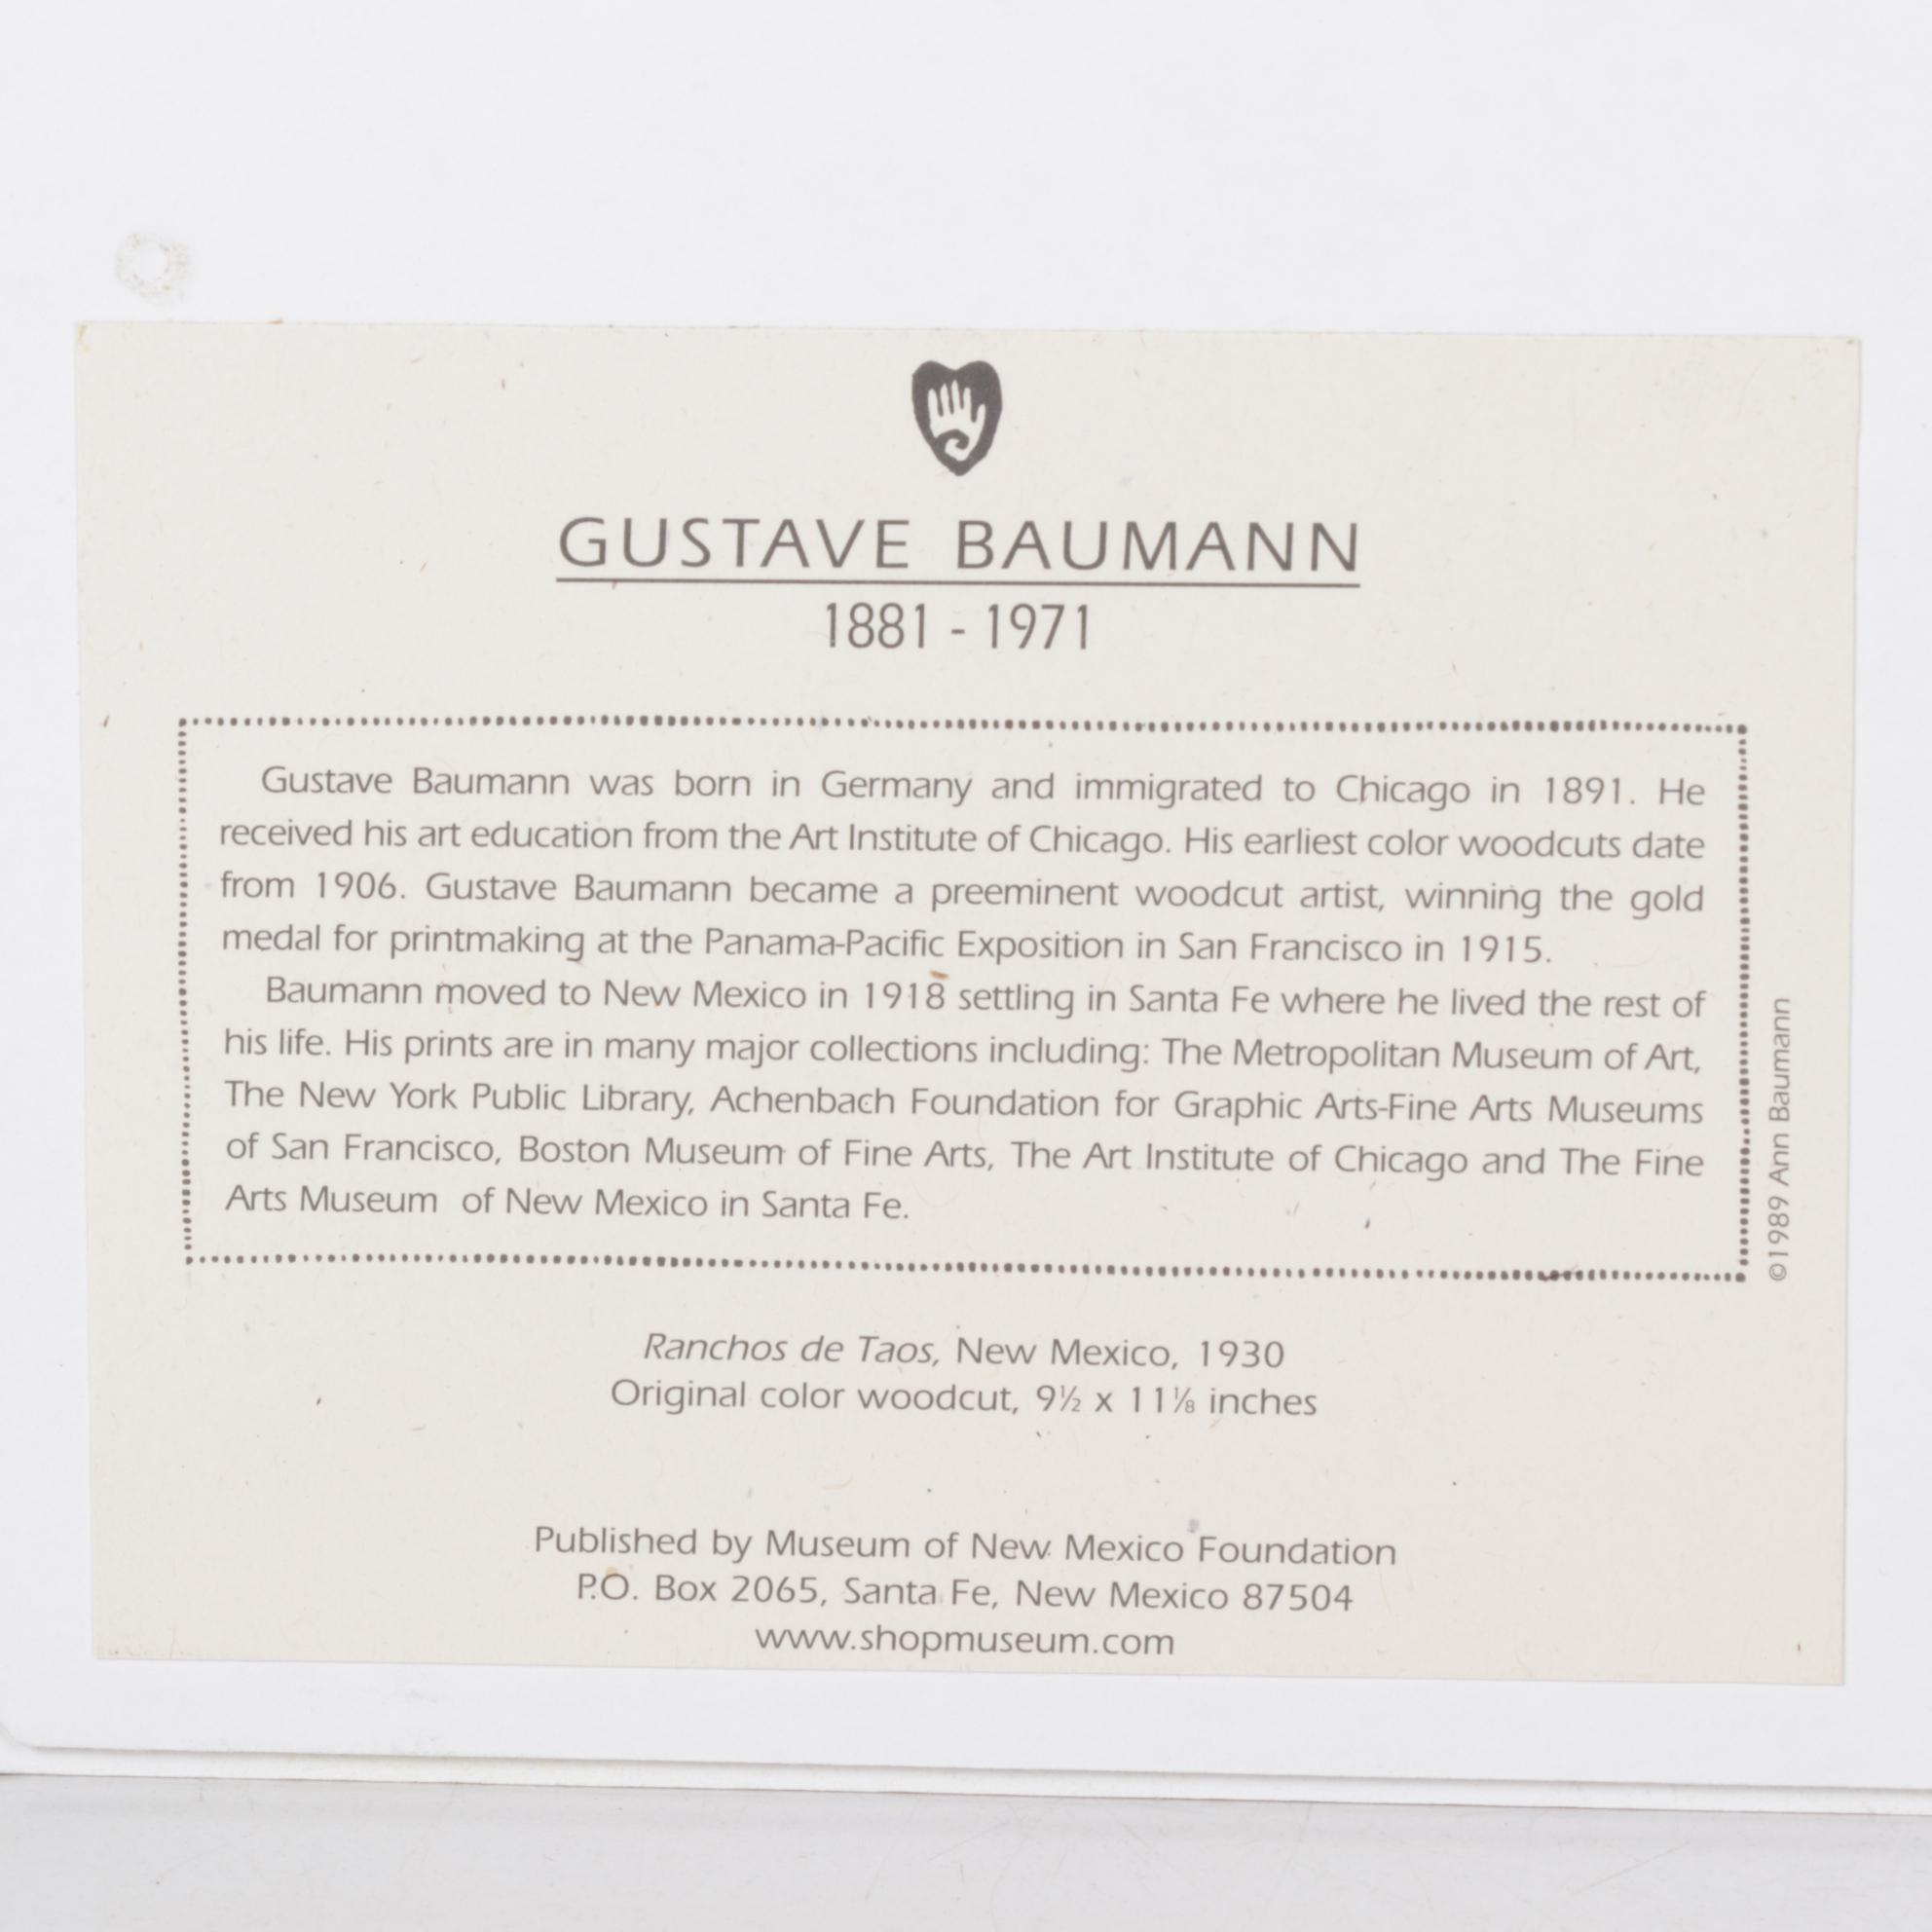 GUSTAVE BAUMANN
1881 - 1971
Gustave Baumann was born in Germany and immigrated to Chicago in 1891. He
received his art education from the Art Institute of Chicago. His earliest color woodcuts date
from 1906. Gustave Baumann became a preeminent woodcut artist, winning the gold
medal for printmaking at the Panama-Pacific Exposition in San Francisco in 1915.
Baumann moved to New Mexico in 1918 settling in Santa Fe where he lived the rest of
his life. His prints are in many major collections including: The Metropolitan Museum of Art,
The New York Public Library, Achenbach Foundation for Graphic Arts-Fine Arts Museums
of San Francisco, Boston Museum of Fine Arts, The Art Institute of Chicago and The Fine
Arts Museum of New Mexico in Santa Fe.
©1989 Ann Baumann
Ranchos de Taos, New Mexico, 1930
Original color woodcut, 9½ x 11⅛ inches
Published by Museum of New Mexico Foundation
P.O. Box 2065, Santa Fe, New Mexico 87504
www.shopmuseum.com